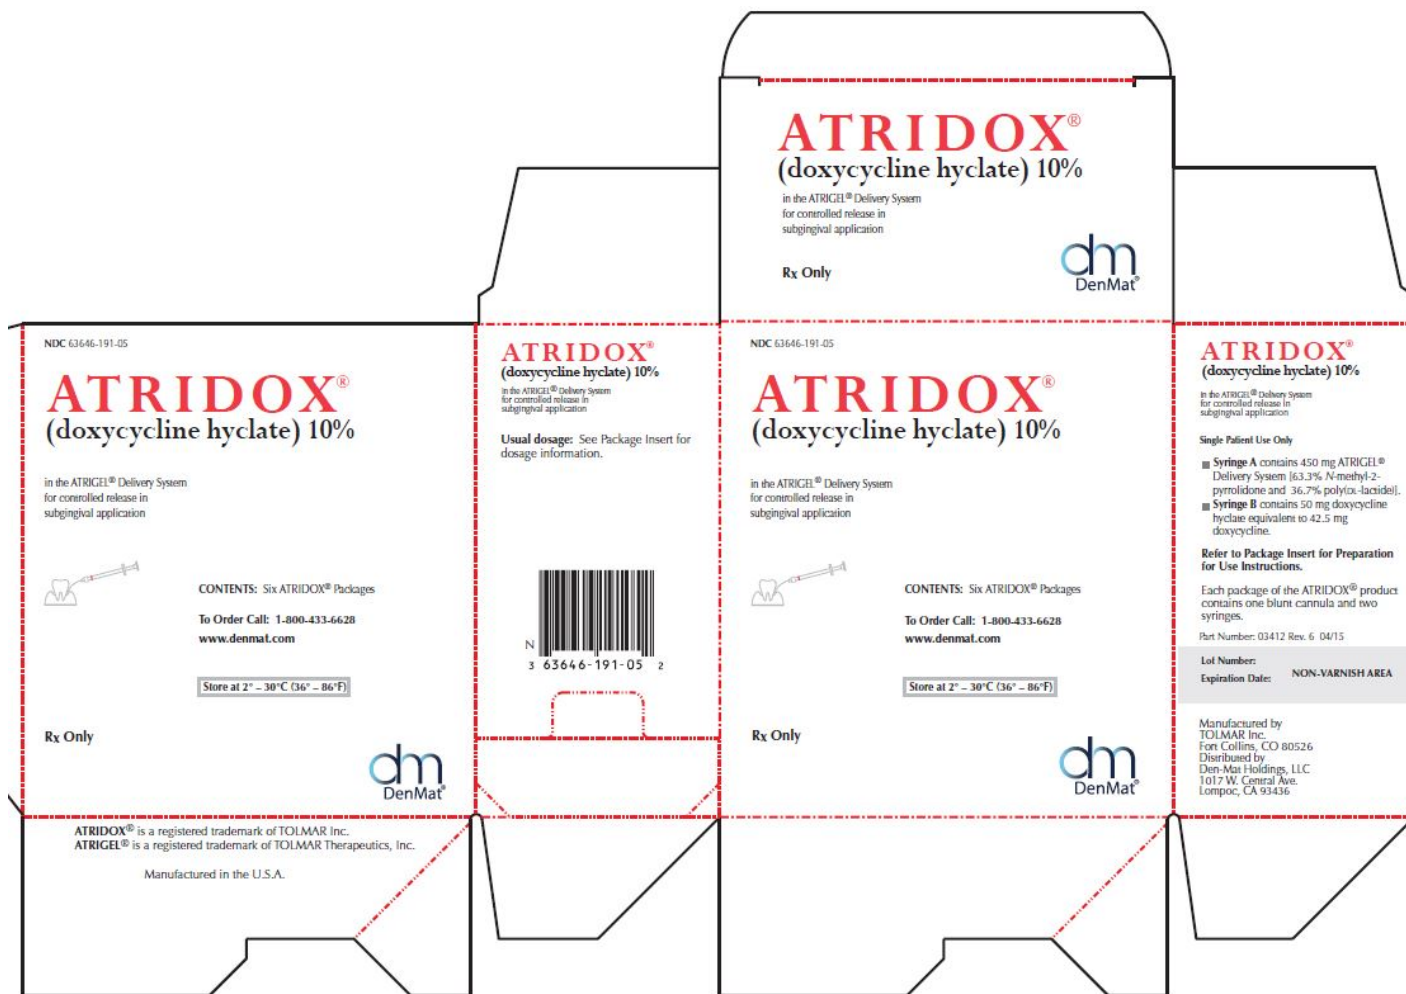 ATRIDOX®
(doxycycline hyclate) 10%
in the ATRIGEL® Delivery System
for controlled release in
subgingival application
Rx Only
dm
DenMat®
NDC 63646-191-05
ATRIDOX®
(doxycycline hyclate) 10%
in the ATRIGEL® Delivery System
for controlled release in
subgingival application
CONTENTS: Six ATRIDOX® Packages
To Order Call: 1-800-433-6628
www.denmat.com
Store at 2° – 30°C (36° – 86°F)
Rx Only
dm
DenMat®
ATRIDOX® is a registered trademark of TOLMAR Inc.
ATRIGEL® is a registered trademark of TOLMAR Therapeutics, Inc.
Manufactured in the U.S.A.
ATRIDOX®
(doxycycline hyclate) 10%
in the ATRIGEL® Delivery System
for controlled release in
subgingival application
Usual dosage: See Package Insert for
dosage information.
N
3 63646-191-05 2
NDC 63646-191-05
ATRIDOX®
(doxycycline hyclate) 10%
in the ATRIGEL® Delivery System
for controlled release in
subgingival application
CONTENTS: Six ATRIDOX® Packages
To Order Call: 1-800-433-6628
www.denmat.com
Store at 2° – 30°C (36° – 86°F)
Rx Only
dm
DenMat®
ATRIDOX®
(doxycycline hyclate) 10%
in the ATRIGEL® Delivery System
for controlled release in
subgingival application
Single Patient Use Only
■ Syringe A contains 450 mg ATRIGEL®
Delivery System [63.3% N-methyl-2-
pyrrolidone and 36.7% poly(DL-lactide)].
■ Syringe B contains 50 mg doxycycline
hyclate equivalent to 42.5 mg
doxycycline.
Refer to Package Insert for Preparation
for Use Instructions.
Each package of the ATRIDOX® product
contains one blunt cannula and two
syringes.
Part Number: 03412 Rev. 6 04/15
Lot Number:
Expiration Date: NON-VARNISH AREA
Manufactured by
TOLMAR Inc.
Fort Collins, CO 80526
Distributed by
Den-Mat Holdings, LLC
1017 W. Central Ave.
Lompoc, CA 93436